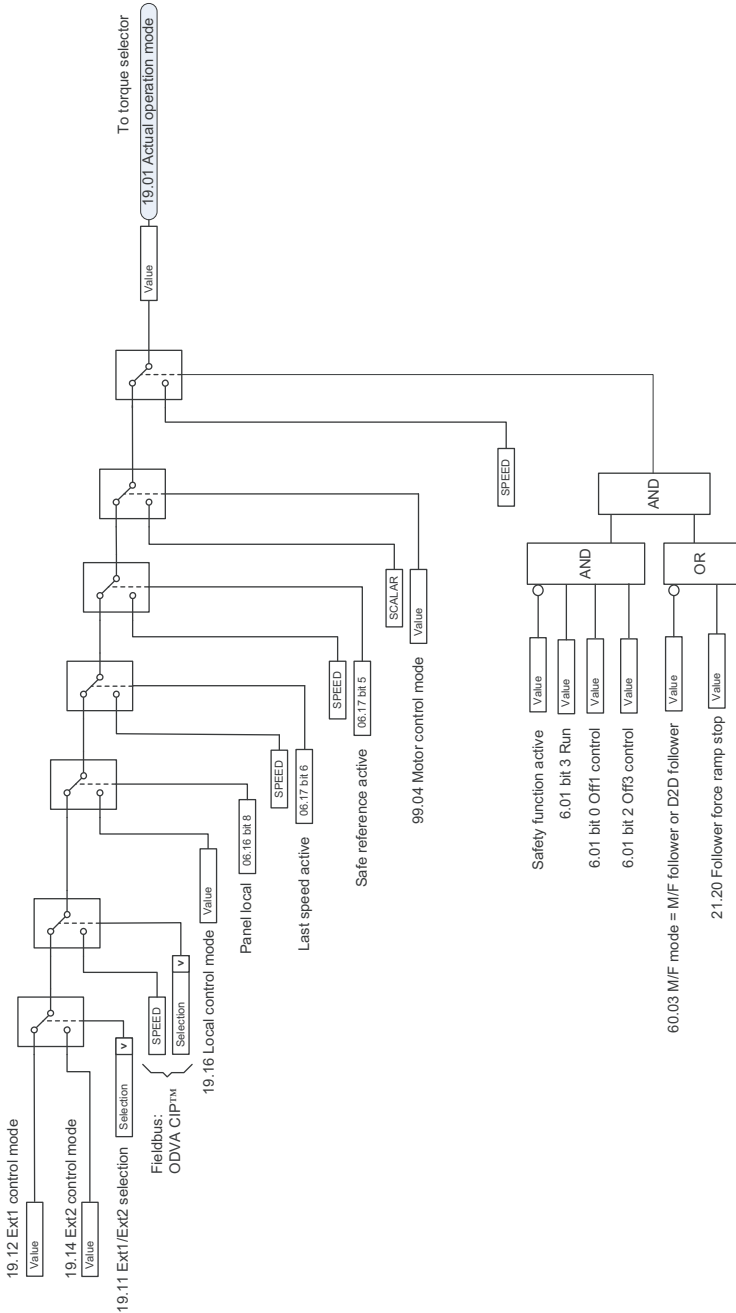 19.12 Ext1 control mode
Value
19.14 Ext2 control mode
Value
19.11 Ext1/Ext2 selection
Selection
v
Fieldbus:
ODVA CIP™
SPEED
Selection
v
19.16 Local control mode
Value
Panel local
06.16 bit 8
SPEED
Last speed active
06.17 bit 6
SPEED
Safe reference active
06.17 bit 5
SCALAR
99.04 Motor control mode
Value
SPEED
Value
To torque selector
19.01 Actual operation mode
Safety function active
Value
6.01 bit 3 Run
Value
6.01 bit 0 Off1 control
Value
6.01 bit 2 Off3 control
Value
AND
60.03 M/F mode = M/F follower or D2D follower
Value
21.20 Follower force ramp stop
Value
OR
AND